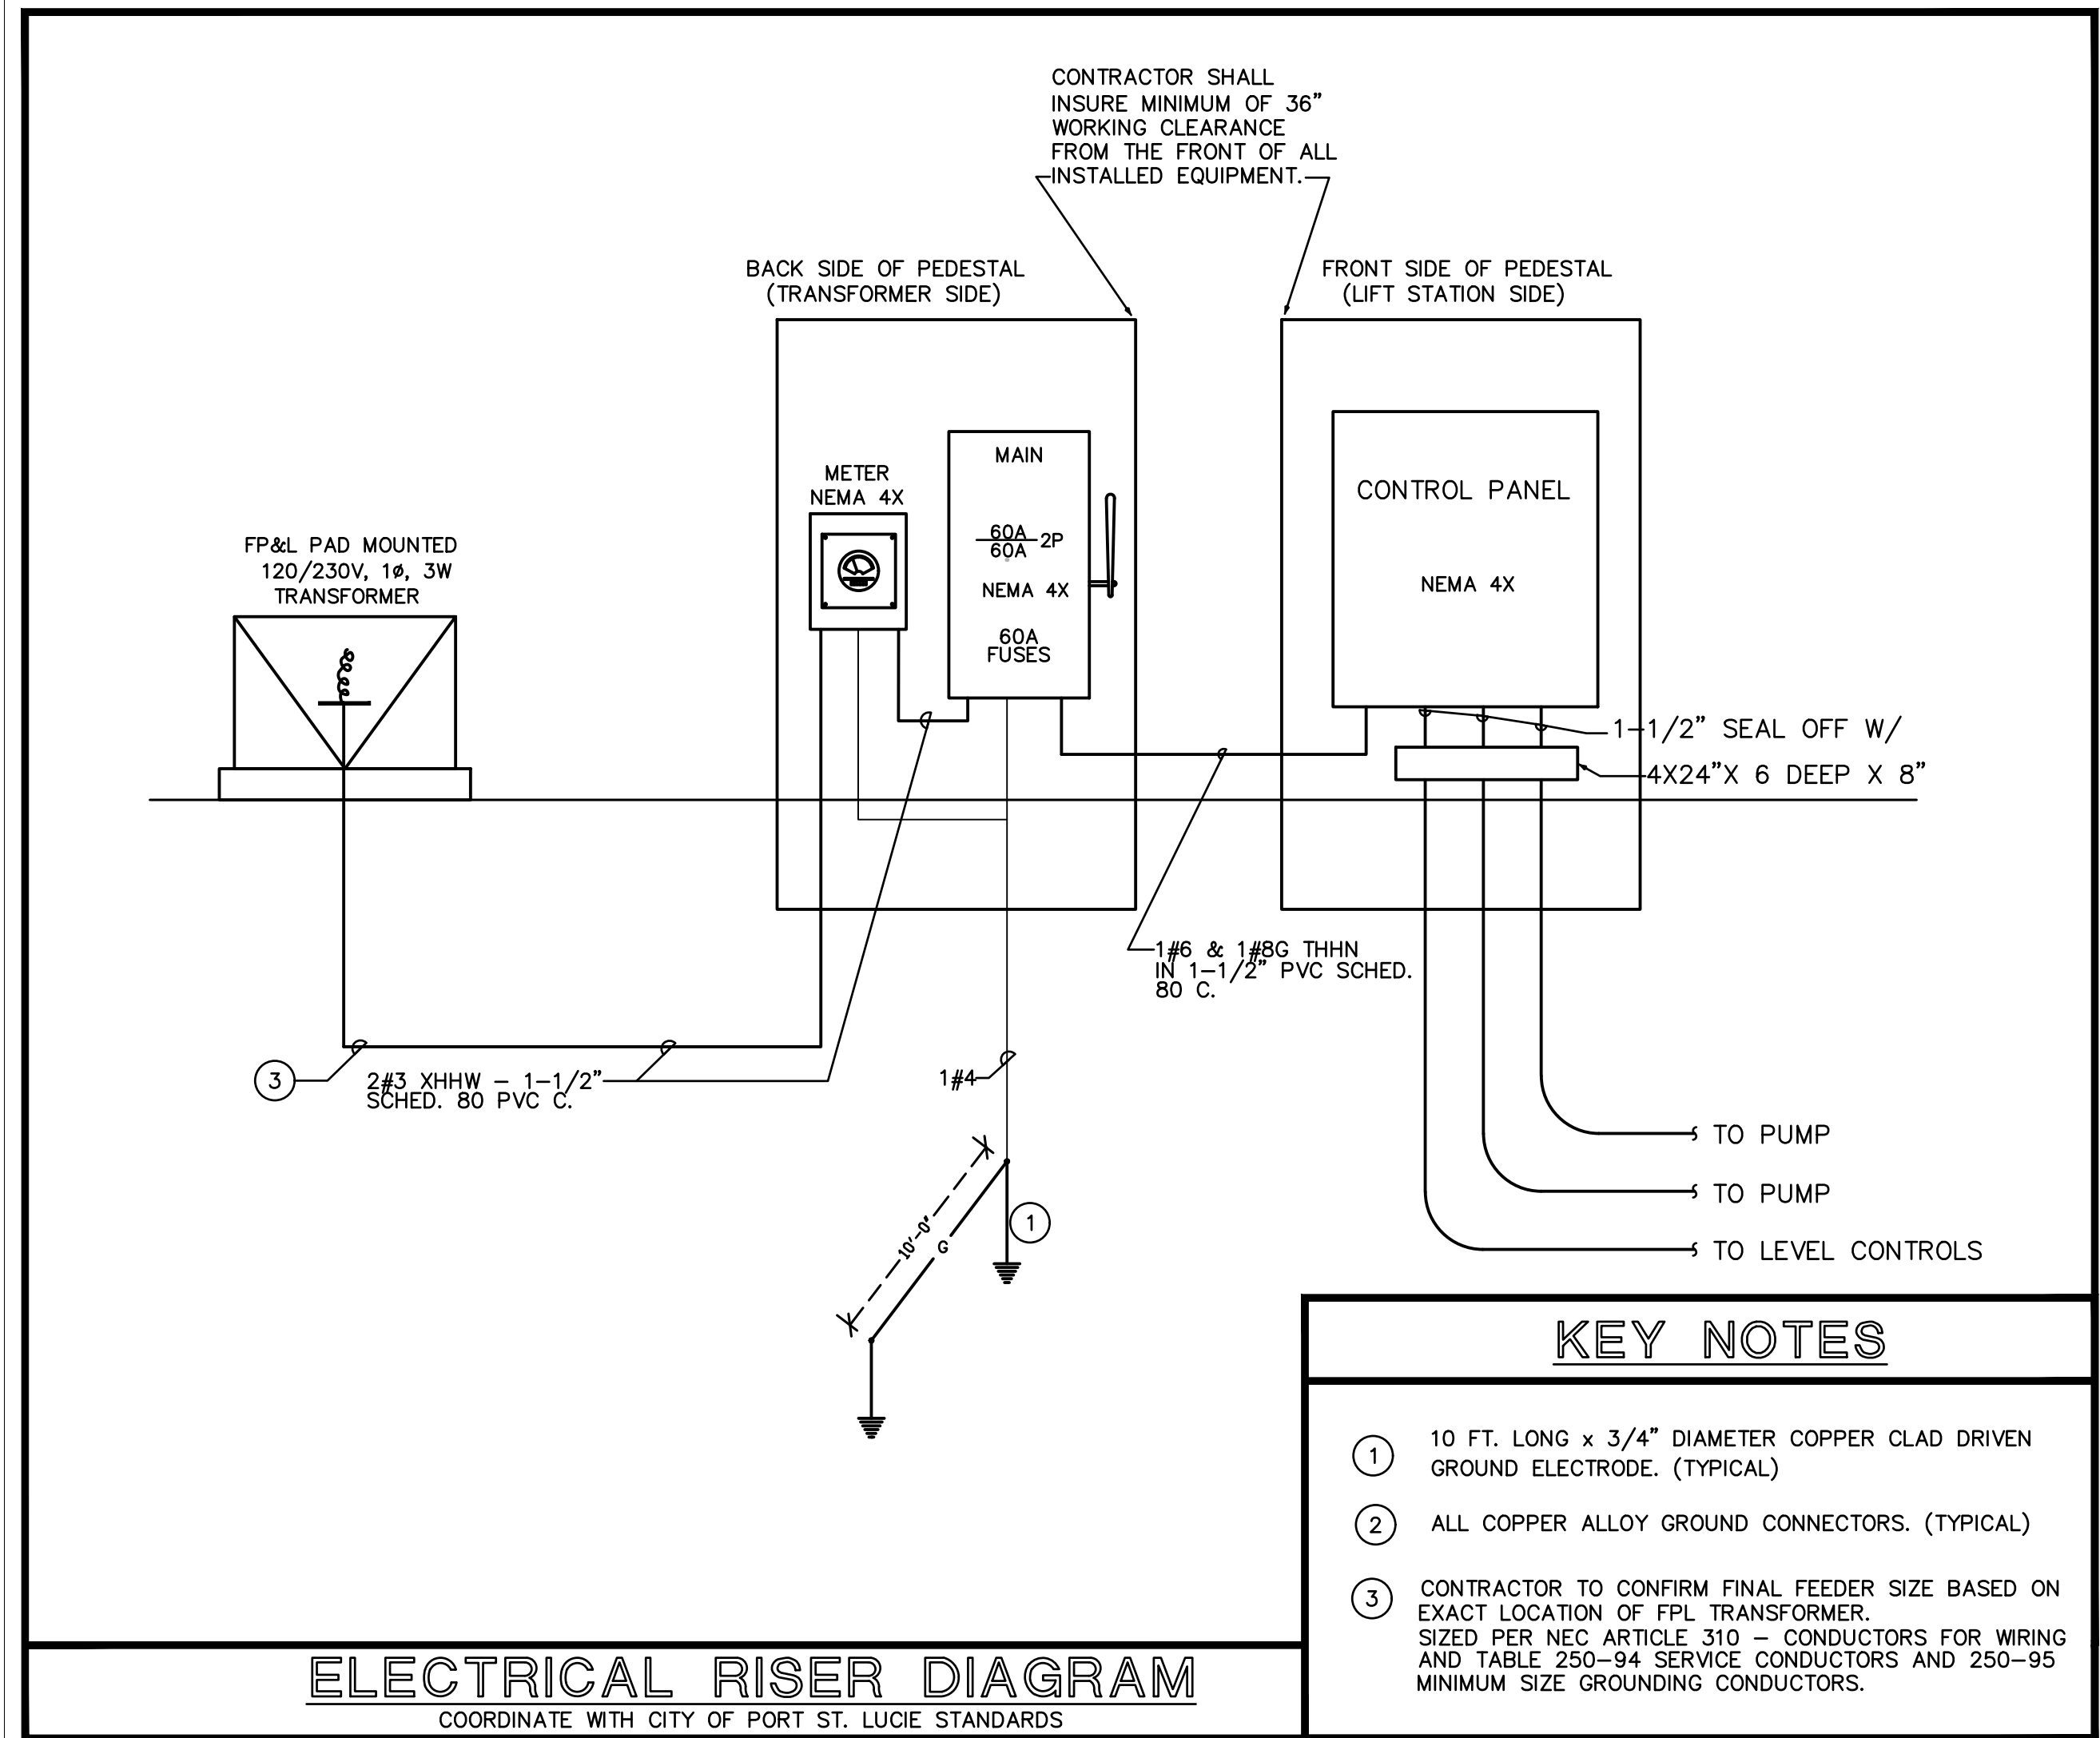 CONTRACTOR SHALL
INSURE MINIMUM OF 36"
WORKING CLEARANCE
FROM THE FRONT OF ALL
INSTALLED EQUIPMENT.
BACK SIDE OF PEDESTAL
(TRANSFORMER SIDE)
FRONT SIDE OF PEDESTAL
(LIFT STATION SIDE)
METER
NEMA 4X
MAIN
60A
60A 2P
NEMA 4X
60A
FUSES
CONTROL PANEL
NEMA 4X
FP&L PAD MOUNTED
120/230V, 1ø, 3W
TRANSFORMER
1-1/2" SEAL OFF W/
4X24"X 6 DEEP X 8"
1#6 & 1#8G THHN
IN 1-1/2" PVC SCHED.
80 C.
3
2#3 XHHW - 1-1/2"
SCHED. 80 PVC C.
1#4
10'-0"
G
1
TO PUMP
TO PUMP
TO LEVEL CONTROLS
KEY NOTES
1 10 FT. LONG x 3/4" DIAMETER COPPER CLAD DRIVEN
GROUND ELECTRODE. (TYPICAL)
2 ALL COPPER ALLOY GROUND CONNECTORS. (TYPICAL)
3 CONTRACTOR TO CONFIRM FINAL FEEDER SIZE BASED ON
EXACT LOCATION OF FPL TRANSFORMER.
SIZED PER NEC ARTICLE 310 - CONDUCTORS FOR WIRING
AND TABLE 250-94 SERVICE CONDUCTORS AND 250-95
MINIMUM SIZE GROUNDING CONDUCTORS.
ELECTRICAL RISER DIAGRAM
COORDINATE WITH CITY OF PORT ST. LUCIE STANDARDS